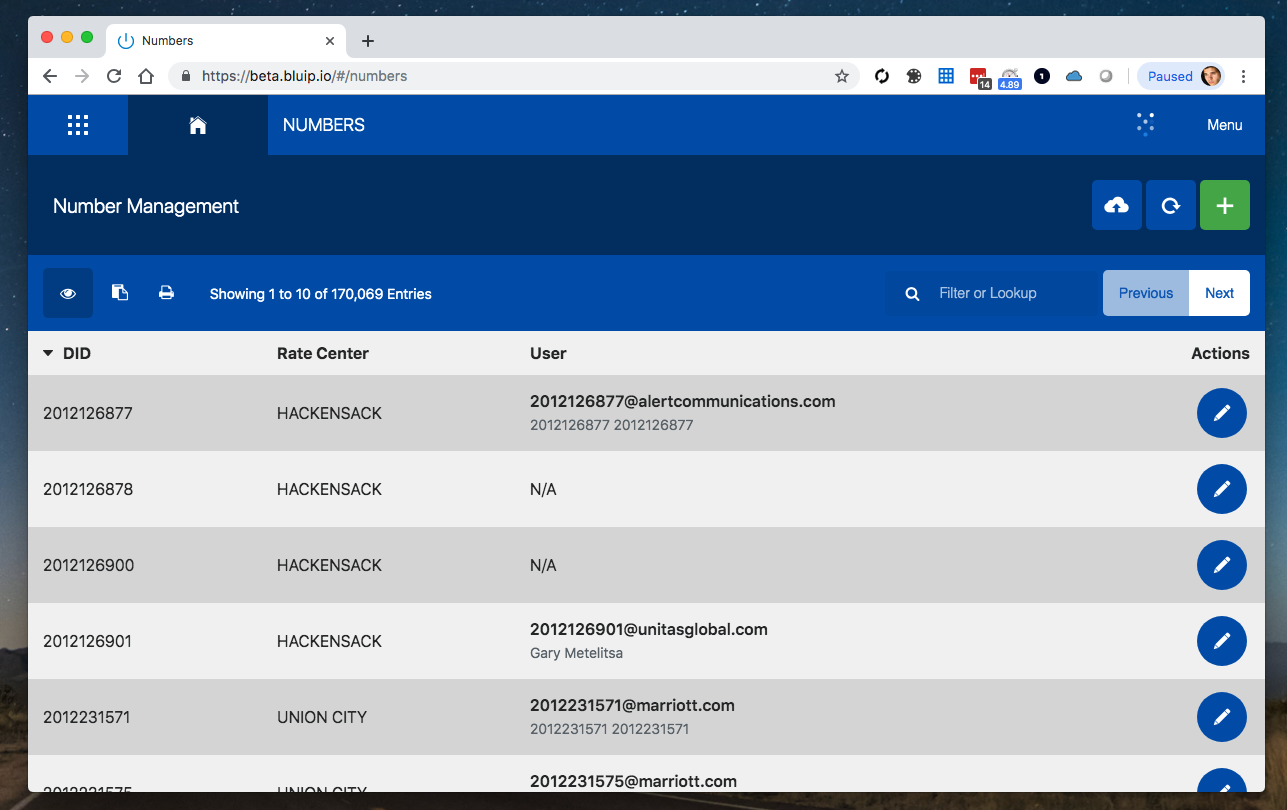 Numbers
https://beta.bluip.io/#/numbers
14
4.89
1
Paused
NUMBERS
Menu
Number Management
Showing 1 to 10 of 170,069 Entries
Filter or Lookup
Previous
Next
DID Rate Center User Actions
2012126877 HACKENSACK 2012126877@alertcommunications.com
2012126877 2012126877
2012126878 HACKENSACK N/A
2012126900 HACKENSACK N/A
2012126901 HACKENSACK 2012126901@unitasglobal.com
Gary Metelitsa
2012231571 UNION CITY 2012231571@marriott.com
2012231571 2012231571
2012231575@marriott.com
2012231575 UNION CITY